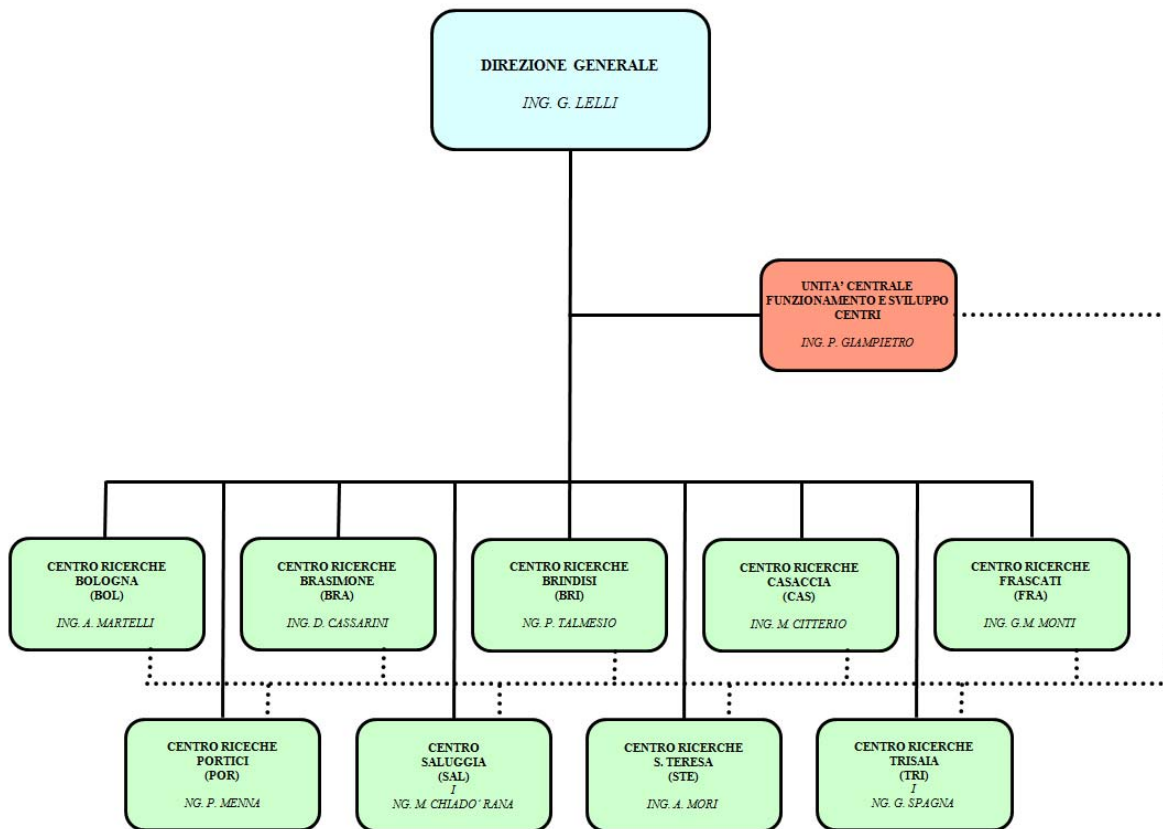 DIREZIONE GENERALE
ING. G. LELLI
UNITA' CENTRALE
FUNZIONAMENTO E SVILUPPO
CENTRI
ING. P. GIAMPIETRO
CENTRO RICERCHE
BOLOGNA
(BOL)
ING. A. MARTELLI
CENTRO RICERCHE
BRASIMONE
(BRA)
ING. D. CASSARINI
CENTRO RICERCHE
BRINDISI
(BRI)
NG. P. TALMESIO
CENTRO RICERCHE
CASACCIA
(CAS)
ING. M. CITTERIO
CENTRO RICERCHE
FRASCATI
(FRA)
ING. G.M. MONTI
CENTRO RICECHE
PORTICI
(POR)
NG. P. MENNA
CENTRO
SALUGGIA
(SAL)
I
NG. M. CHIADO´ RANA
CENTRO RICERCHE
S. TERESA
(STE)
ING. A. MORI
CENTRO RICERCHE
TRISAIA
(TRI)
I
NG. G. SPAGNA